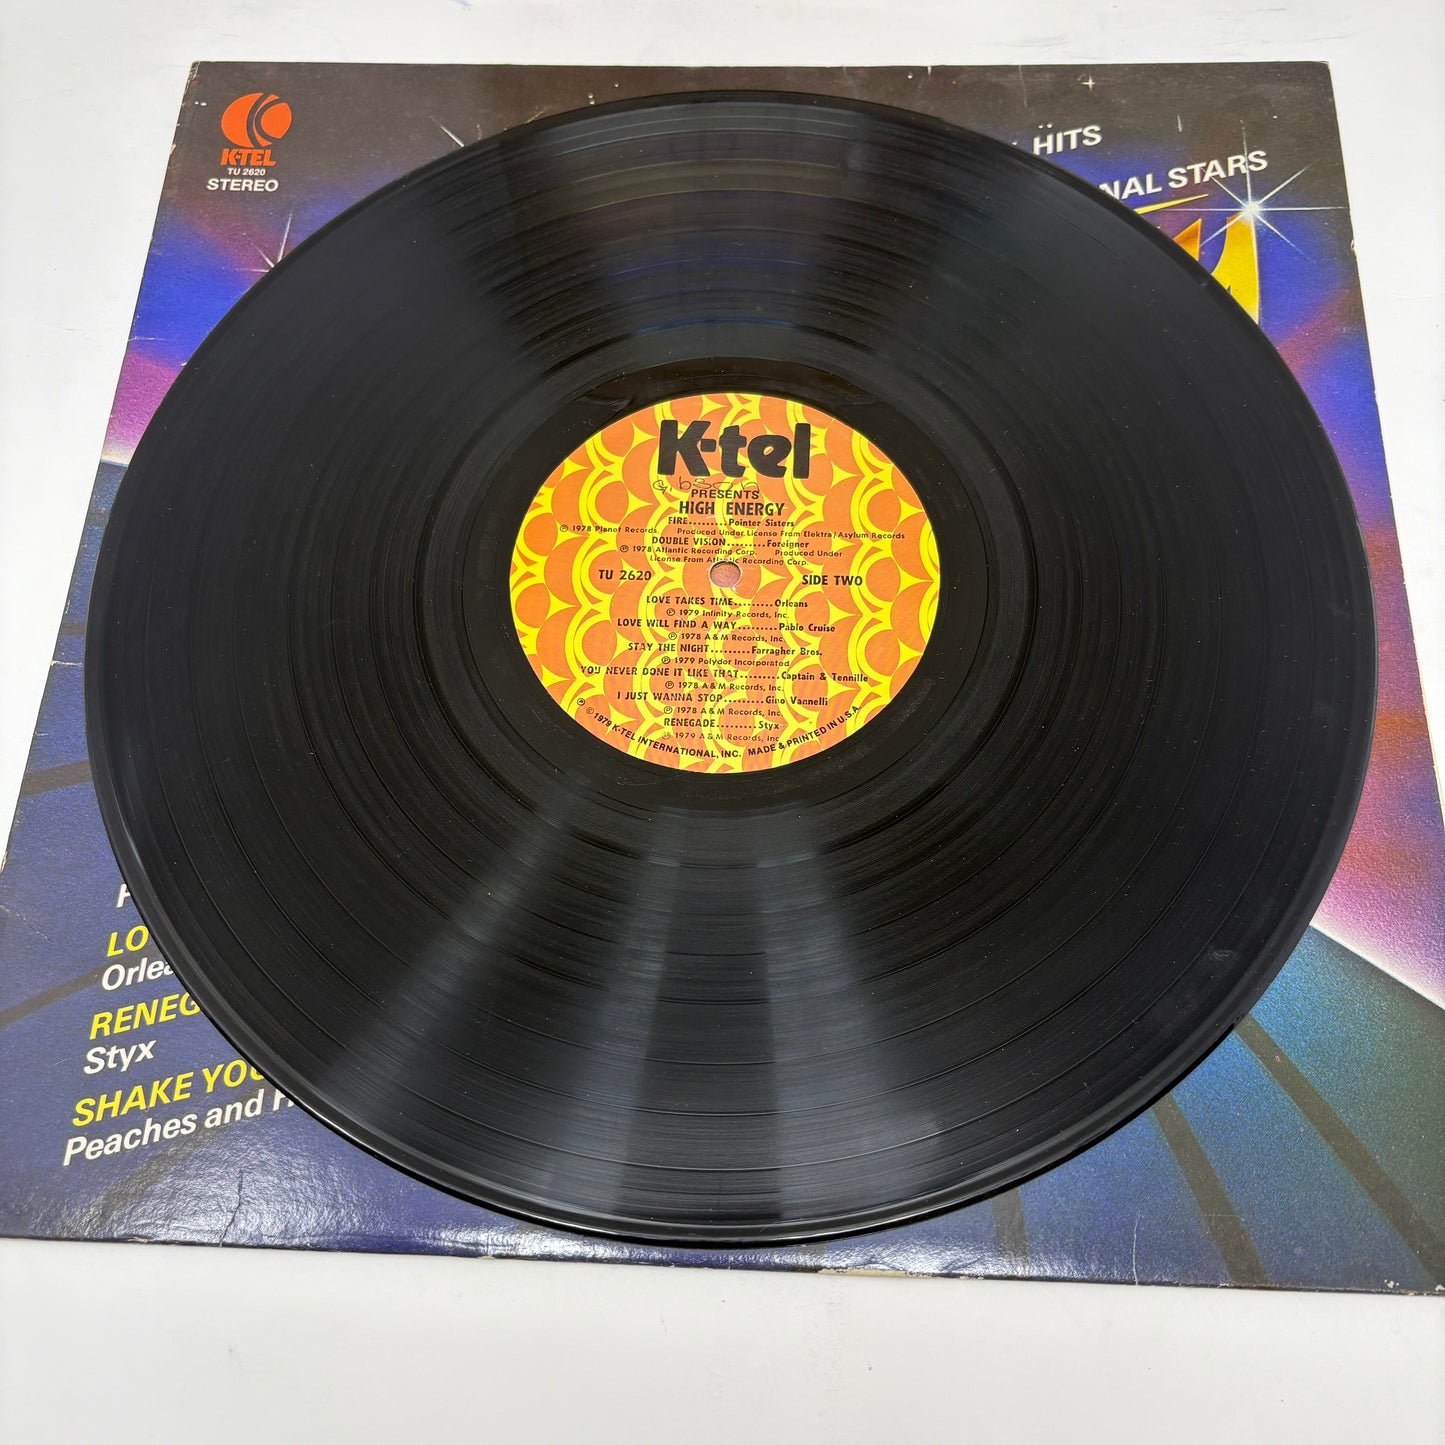 K-TEL
TU 2620
STEREO
HITS
NAL STARS
K-tel
PRESENTS
HIGH ENERGY
FIRE.........Pointer Sisters
℗ 1978 Planet Records. Produced Under License From Elektra/Asylum Records
DOUBLE VISION.........Foreigner
℗ 1978 Atlantic Recording Corp. Produced Under
License From Atlantic Recording Corp.
TU 2620 SIDE TWO
LOVE TAKES TIME.........Orleans
℗ 1979 Infinity Records, Inc.
LOVE WILL FIND A WAY.........Pablo Cruise
℗ 1978 A&M Records, Inc
STAY THE NIGHT.........Farragher Bros.
℗ 1979 Polydor Incorporated
YOU NEVER DONE IT LIKE THAT.........Captain & Tennille
℗ 1978 A&M Records, Inc.
I JUST WANNA STOP.........Gino Vannelli
℗ 1978 A&M Records, Inc
RENEGADE.........Styx
℗ 1979 A&M Records, Inc
©1979 K-TEL INTERNATIONAL, INC. MADE & PRINTED IN U.S.A.
LO
Orlea
RENEG
Styx
SHAKE YOU
Peaches and H